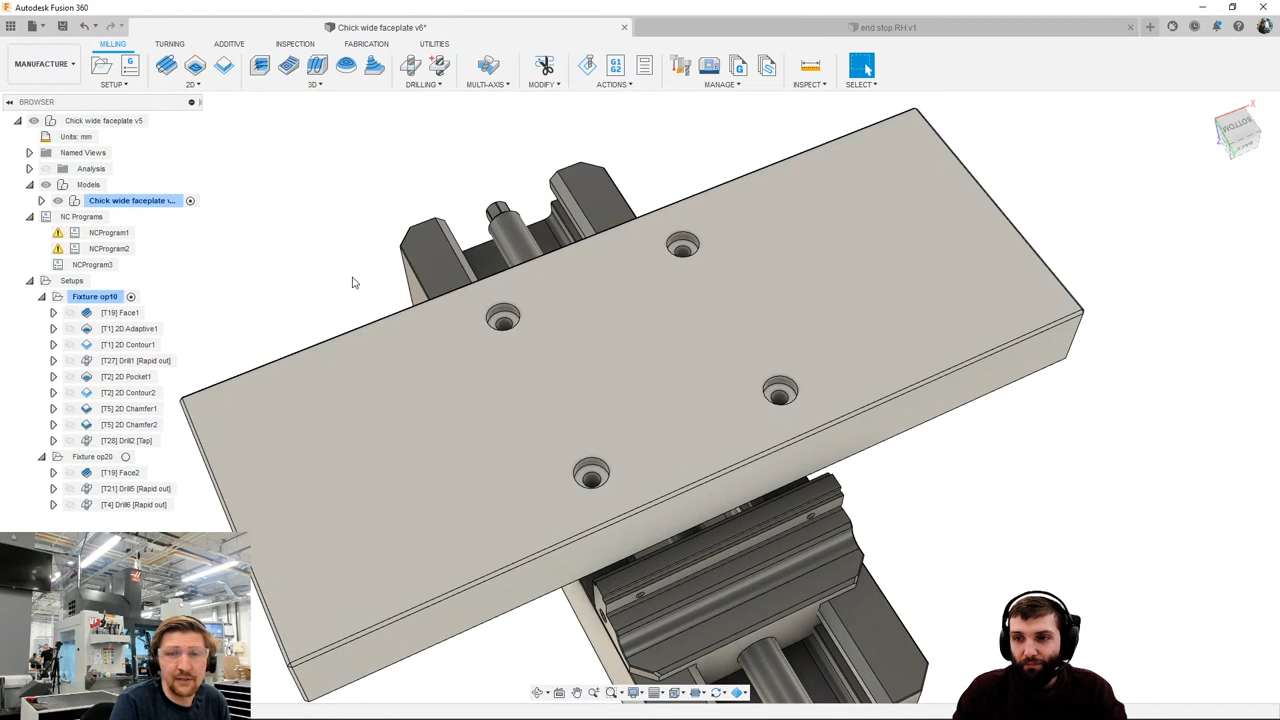 Autodesk Fusion 360
Chick wide faceplate v6*
end stop RH v1
MANUFACTURE
MILLING
TURNING
ADDITIVE
INSPECTION
FABRICATION
UTILITIES
G
G1
G2
G
SETUP
2D
3D
DRILLING
MULTI-AXIS
MODIFY
ACTIONS
MANAGE
INSPECT
SELECT
BROWSER
Chick wide faceplate v5
Units: mm
Named Views
Analysis
Models
Chick wide faceplate v...
NC Programs
NCProgram1
NCProgram2
NCProgram3
Setups
Fixture op10
[T19] Face1
[T1] 2D Adaptive1
[T1] 2D Contour1
[T27] Drill1 [Rapid out]
[T2] 2D Pocket1
[T2] 2D Contour2
[T5] 2D Chamfer1
[T5] 2D Chamfer2
[T28] Drill2 [Tap]
Fixture op20
[T19] Face2
[T21] Drill5 [Rapid out]
[T4] Drill6 [Rapid out]
X
BOTTOM
BACK
Z